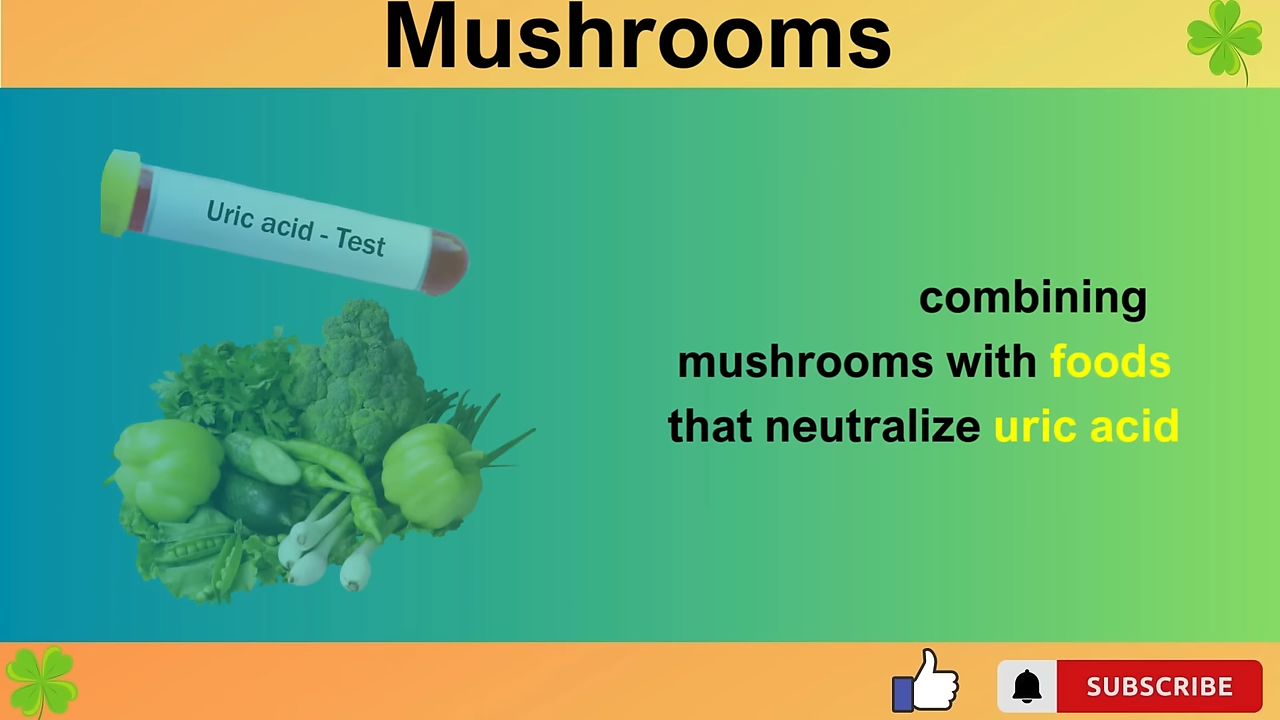 Mushrooms
Uric acid - Test
combining
mushrooms with foods
that neutralize uric acid
SUBSCRIBE